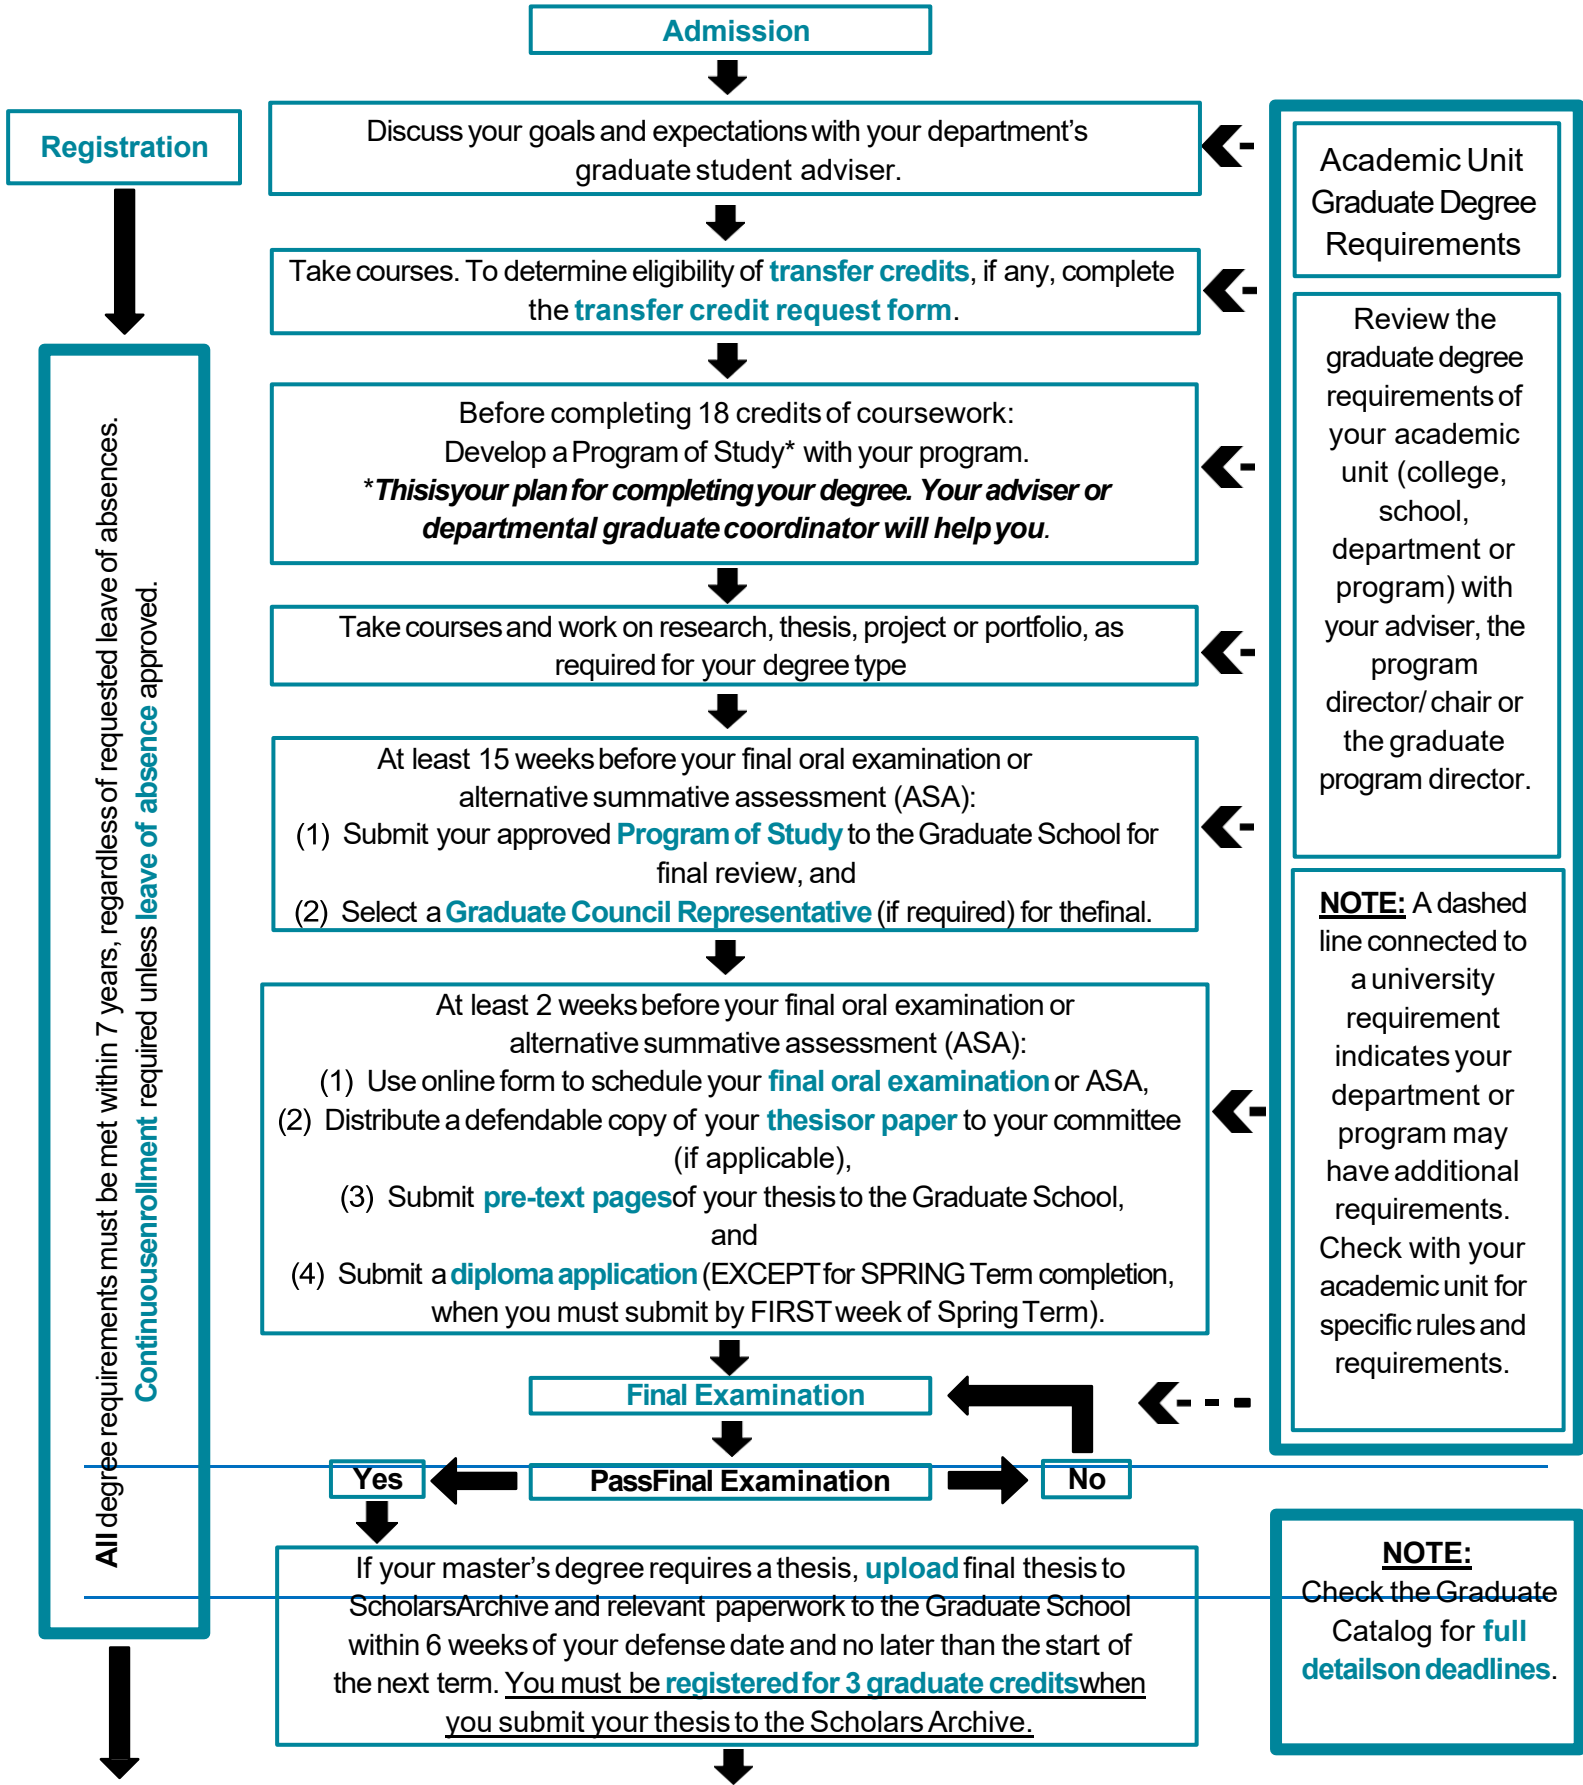 Admission
Registration
Discuss your goals and expectations with your department’s
graduate student adviser.
Take courses. To determine eligibility of transfer credits, if any, complete
the transfer credit request form.
Before completing 18 credits of coursework:
Develop a Program of Study* with your program.
*Thisisyour plan for completing your degree. Your adviser or
departmental graduate coordinator will help you.
Take courses and work on research, thesis, project or portfolio, as
required for your degree type
At least 15 weeks before your final oral examination or
alternative summative assessment (ASA):
(1) Submit your approved Program of Study to the Graduate School for
final review, and
(2) Select a Graduate Council Representative (if required) for thefinal.
At least 2 weeks before your final oral examination or
alternative summative assessment (ASA):
(1) Use online form to schedule your final oral examination or ASA,
(2) Distribute a defendable copy of your thesisor paper to your committee
(if applicable),
(3) Submit pre-text pagesof your thesis to the Graduate School,
and
(4) Submit a diploma application (EXCEPT for SPRING Term completion,
when you must submit by FIRST week of Spring Term).
Final Examination
Yes
PassFinal Examination
No
If your master’s degree requires a thesis, upload final thesis to
ScholarsArchive and relevant paperwork to the Graduate School
within 6 weeks of your defense date and no later than the start of
the next term. You must be registered for 3 graduate creditswhen
you submit your thesis to the Scholars Archive.
All degree requirements must be met within 7 years, regardless of requested leave of absences.
Continuousenrollment required unless leave of absence approved.
Academic Unit
Graduate Degree
Requirements
Review the
graduate degree
requirements of
your academic
unit (college,
school,
department or
program) with
your adviser, the
program
director/ chair or
the graduate
program director.
NOTE: A dashed
line connected to
a university
requirement
indicates your
department or
program may
have additional
requirements.
Check with your
academic unit for
specific rules and
requirements.
NOTE:
Check the Graduate
Catalog for full
detailson deadlines.